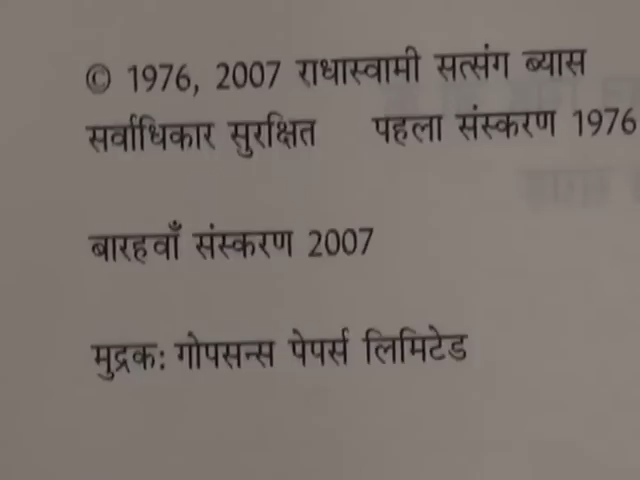 © 1976, 2007 राधास्वामी सत्संग ब्यास
सर्वाधिकार सुरक्षित पहला संस्करण 1976
बारहवाँ संस्करण 2007
मुद्रक: गोपसन्स पेपर्स लिमिटेड